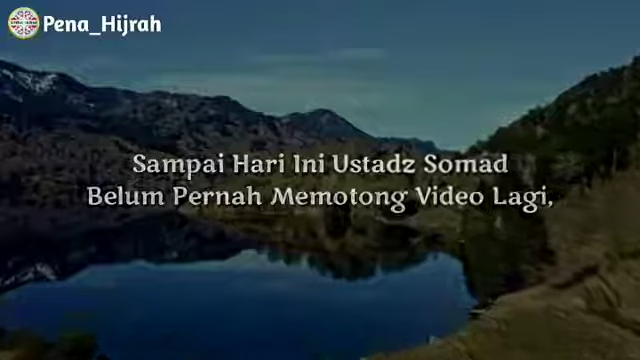 Pena_Hijrah
Sampai Hari Ini Ustadz Somad
Belum Pernah Memotong Video Lagi,